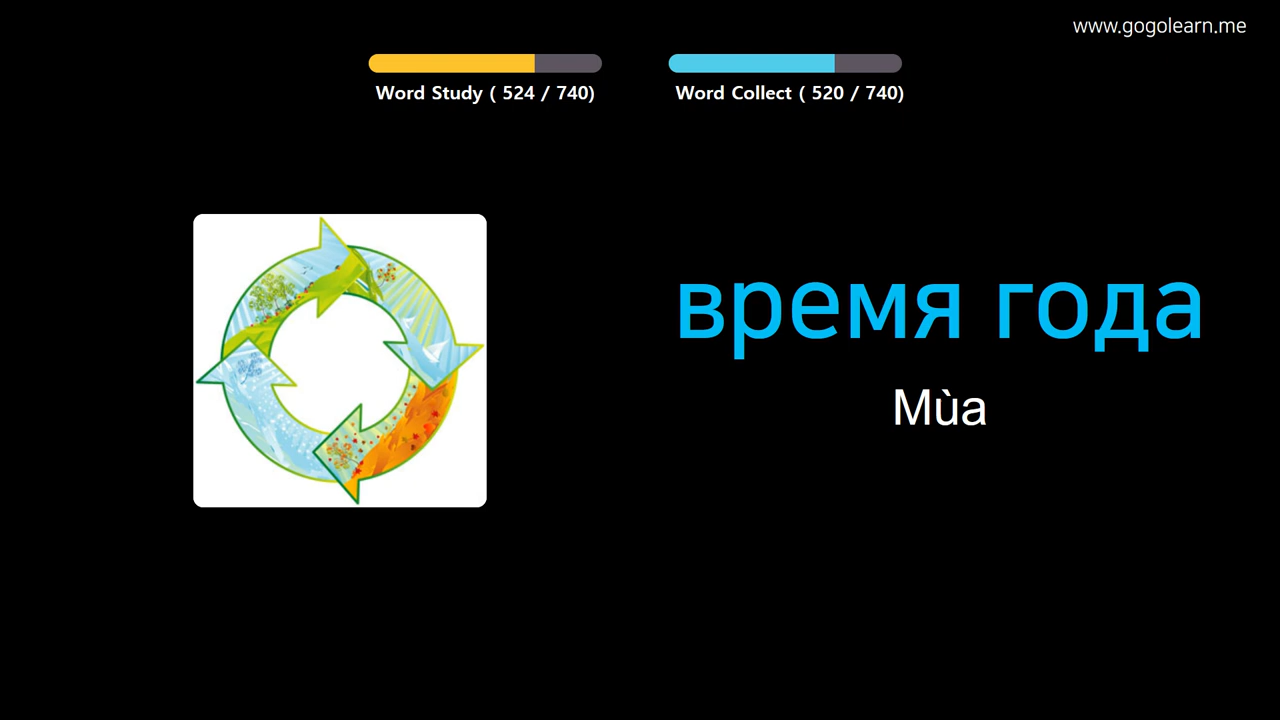 www.gogolearn.me
Word Study ( 524 / 740)
Word Collect ( 520 / 740)
время года
Mùa